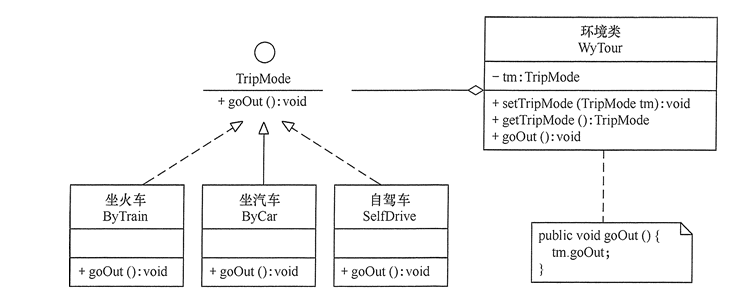 TripMode
+ goOut ( ) : void
环境类
WyTour
- tm : TripMode
+ setTripMode (TripMode tm) : void
+ getTripMode ( ) : TripMode
+ goOut ( ) : void
坐火车
ByTrain
+ goOut ( ) : void
坐汽车
ByCar
+ goOut ( ) : void
自驾车
SelfDrive
+ goOut ( ) : void
public void goOut ( ) {
tm.goOut;
}